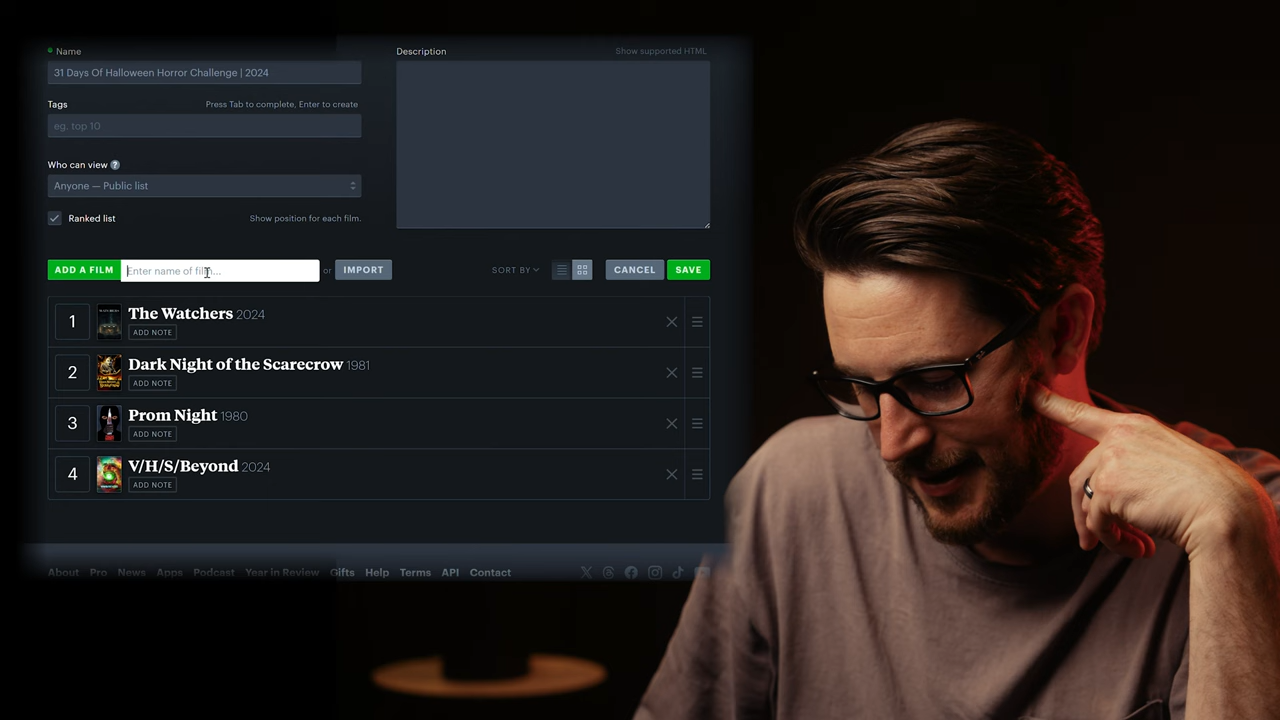 Name
31 Days Of Halloween Horror Challenge | 2024
Tags
Press Tab to complete, Enter to create
eg. top 10
Who can view ?
Anyone — Public list
Ranked list
Show position for each film.
Description
Show supported HTML
ADD A FILM
Enter name of film...
or
IMPORT
SORT BY
CANCEL
SAVE
1
The Watchers 2024
ADD NOTE
2
Dark Night of the Scarecrow 1981
ADD NOTE
3
Prom Night 1980
ADD NOTE
4
V/H/S/Beyond 2024
ADD NOTE
About Pro News Apps Podcast Year in Review Gifts Help Terms API Contact